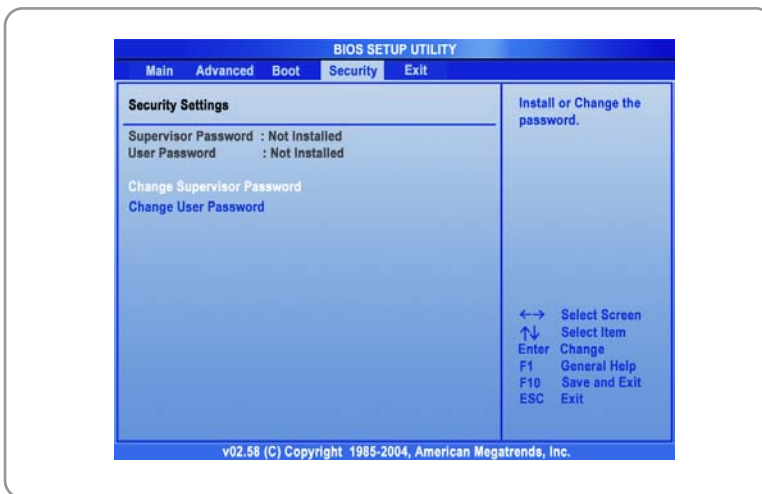 BIOS SETUP UTILITY
Main Advanced Boot Security Exit
Security Settings
Supervisor Password : Not Installed
User Password : Not Installed
Change Supervisor Password
Change User Password
Install or Change the
password.
←→ Select Screen
↑↓ Select Item
Enter Change
F1 General Help
F10 Save and Exit
ESC Exit
v02.58 (C) Copyright 1985-2004, American Megatrends, Inc.